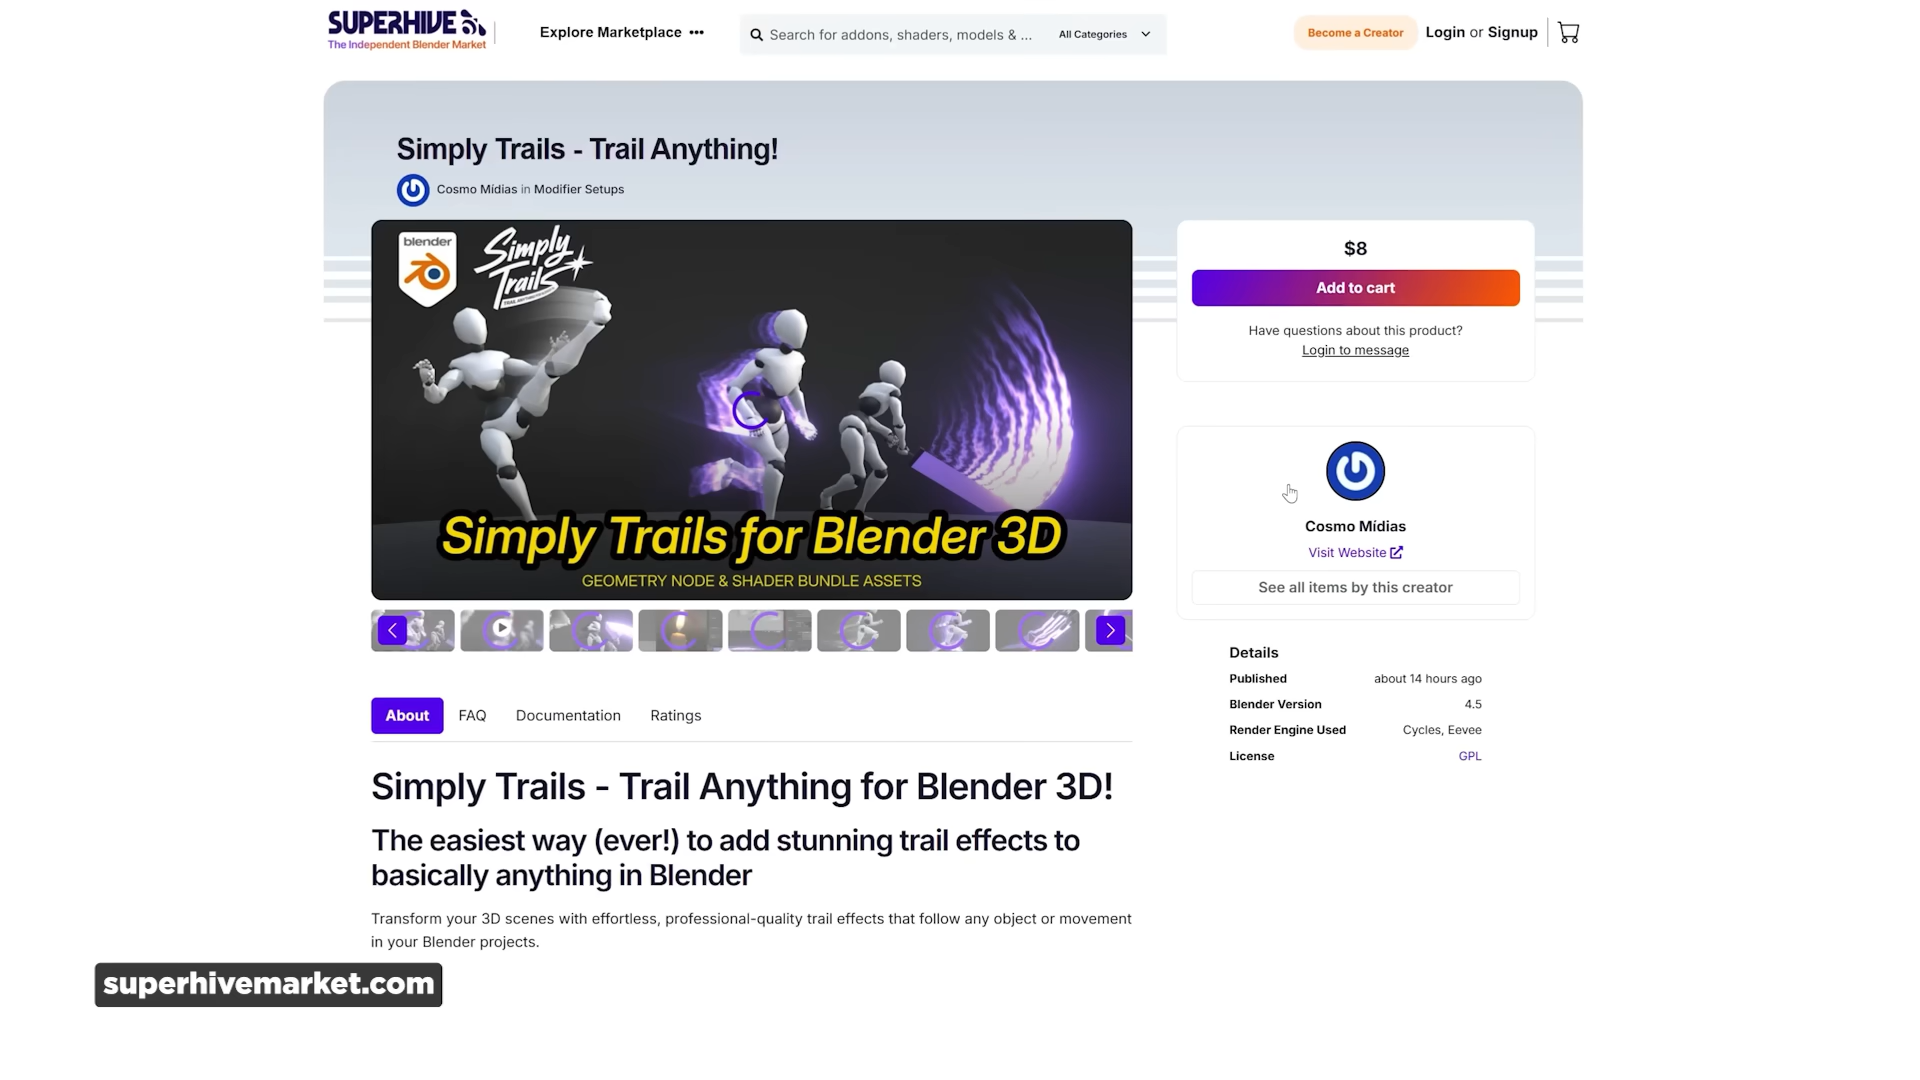 SUPERHIVE
The Independent Blender Market
Explore Marketplace •••
Search for addons, shaders, models & ...
All Categories
Become a Creator
Login or Signup
Simply Trails - Trail Anything!
Cosmo Mídias in Modifier Setups
blender
Simply Trails
TRAIL ANYTHING
Simply Trails for Blender 3D
GEOMETRY NODE & SHADER BUNDLE ASSETS
$8
Add to cart
Have questions about this product?
Login to message
Cosmo Mídias
Visit Website
See all items by this creator
Details
Published about 14 hours ago
Blender Version 4.5
Render Engine Used Cycles, Eevee
License GPL
About FAQ Documentation Ratings
Simply Trails - Trail Anything for Blender 3D!
The easiest way (ever!) to add stunning trail effects to
basically anything in Blender
Transform your 3D scenes with effortless, professional-quality trail effects that follow any object or movement
in your Blender projects.
superhivemarket.com